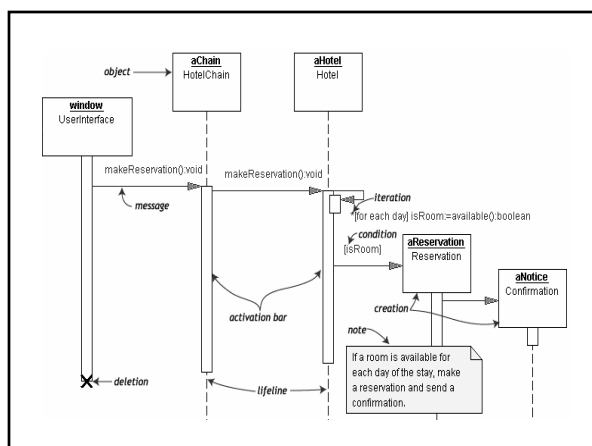 object
aChain
HotelChain
aHotel
Hotel
window
UserInterface
makeReservation():void
makeReservation():void
message
iteration
*[for each day] isRoom:=available():boolean
condition
[isRoom]
aReservation
Reservation
aNotice
Confirmation
activation bar
creation
note
If a room is available for
each day of the stay, make
a reservation and send a
confirmation.
deletion
lifeline